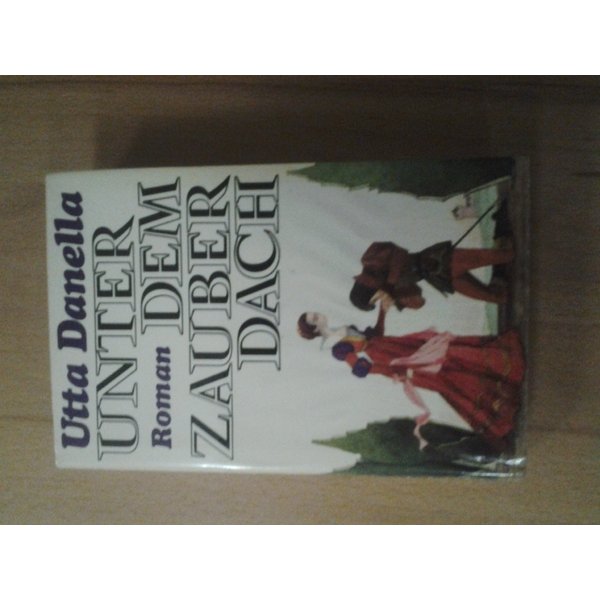 Utta Danella
UNTER
Roman DEM
ZAUBER
DACH